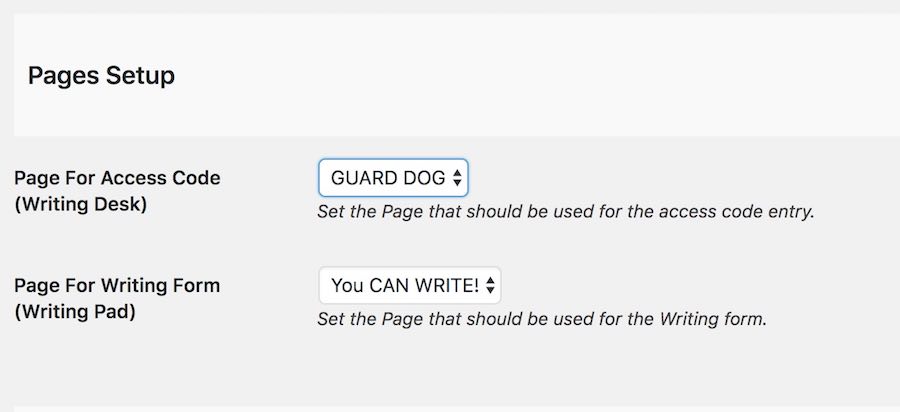 Pages Setup
Page For Access Code
(Writing Desk)
GUARD DOG
Set the Page that should be used for the access code entry.
Page For Writing Form
(Writing Pad)
You CAN WRITE!
Set the Page that should be used for the Writing form.